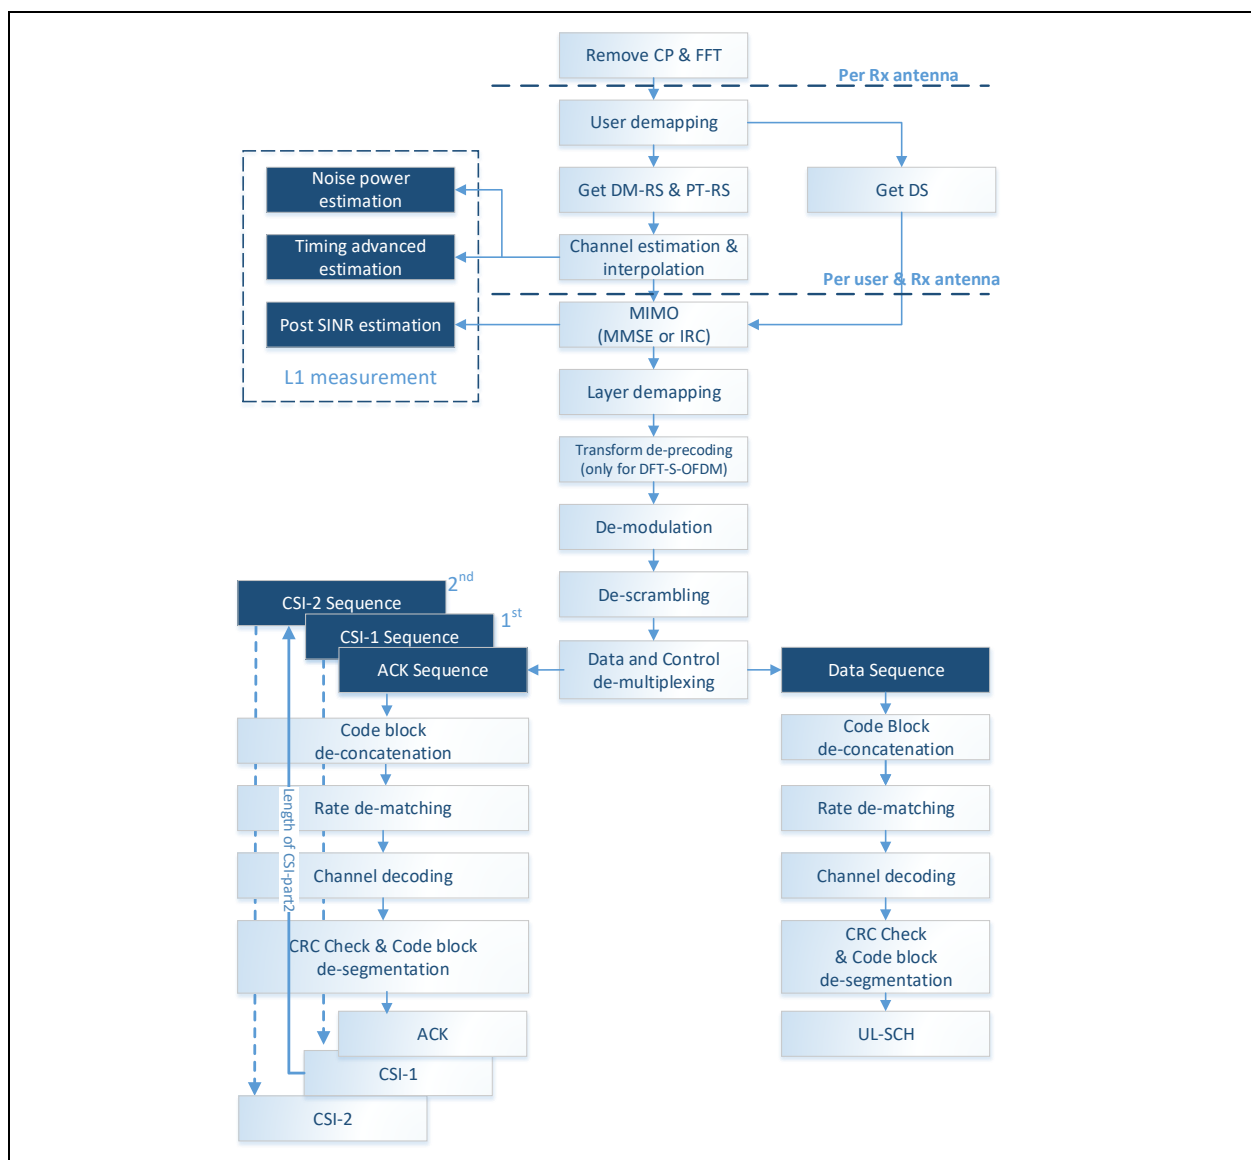 Remove CP & FFT
Per Rx antenna
User demapping
Noise power
estimation
Get DM-RS & PT-RS
Get DS
Timing advanced
estimation
Channel estimation &
interpolation
Per user & Rx antenna
Post SINR estimation
MIMO
(MMSE or IRC)
L1 measurement
Layer demapping
Transform de-precoding
(only for DFT-S-OFDM)
De-modulation
De-scrambling
2nd
CSI-2 Sequence
1st
CSI-1 Sequence
ACK Sequence
Data and Control
de-multiplexing
Data Sequence
Code block
de-concatenation
Code Block
de-concatenation
Rate de-matching
Rate de-matching
Length of CSI-part2
Channel decoding
Channel decoding
CRC Check & Code block
de-segmentation
CRC Check
& Code block
de-segmentation
ACK
UL-SCH
CSI-1
CSI-2